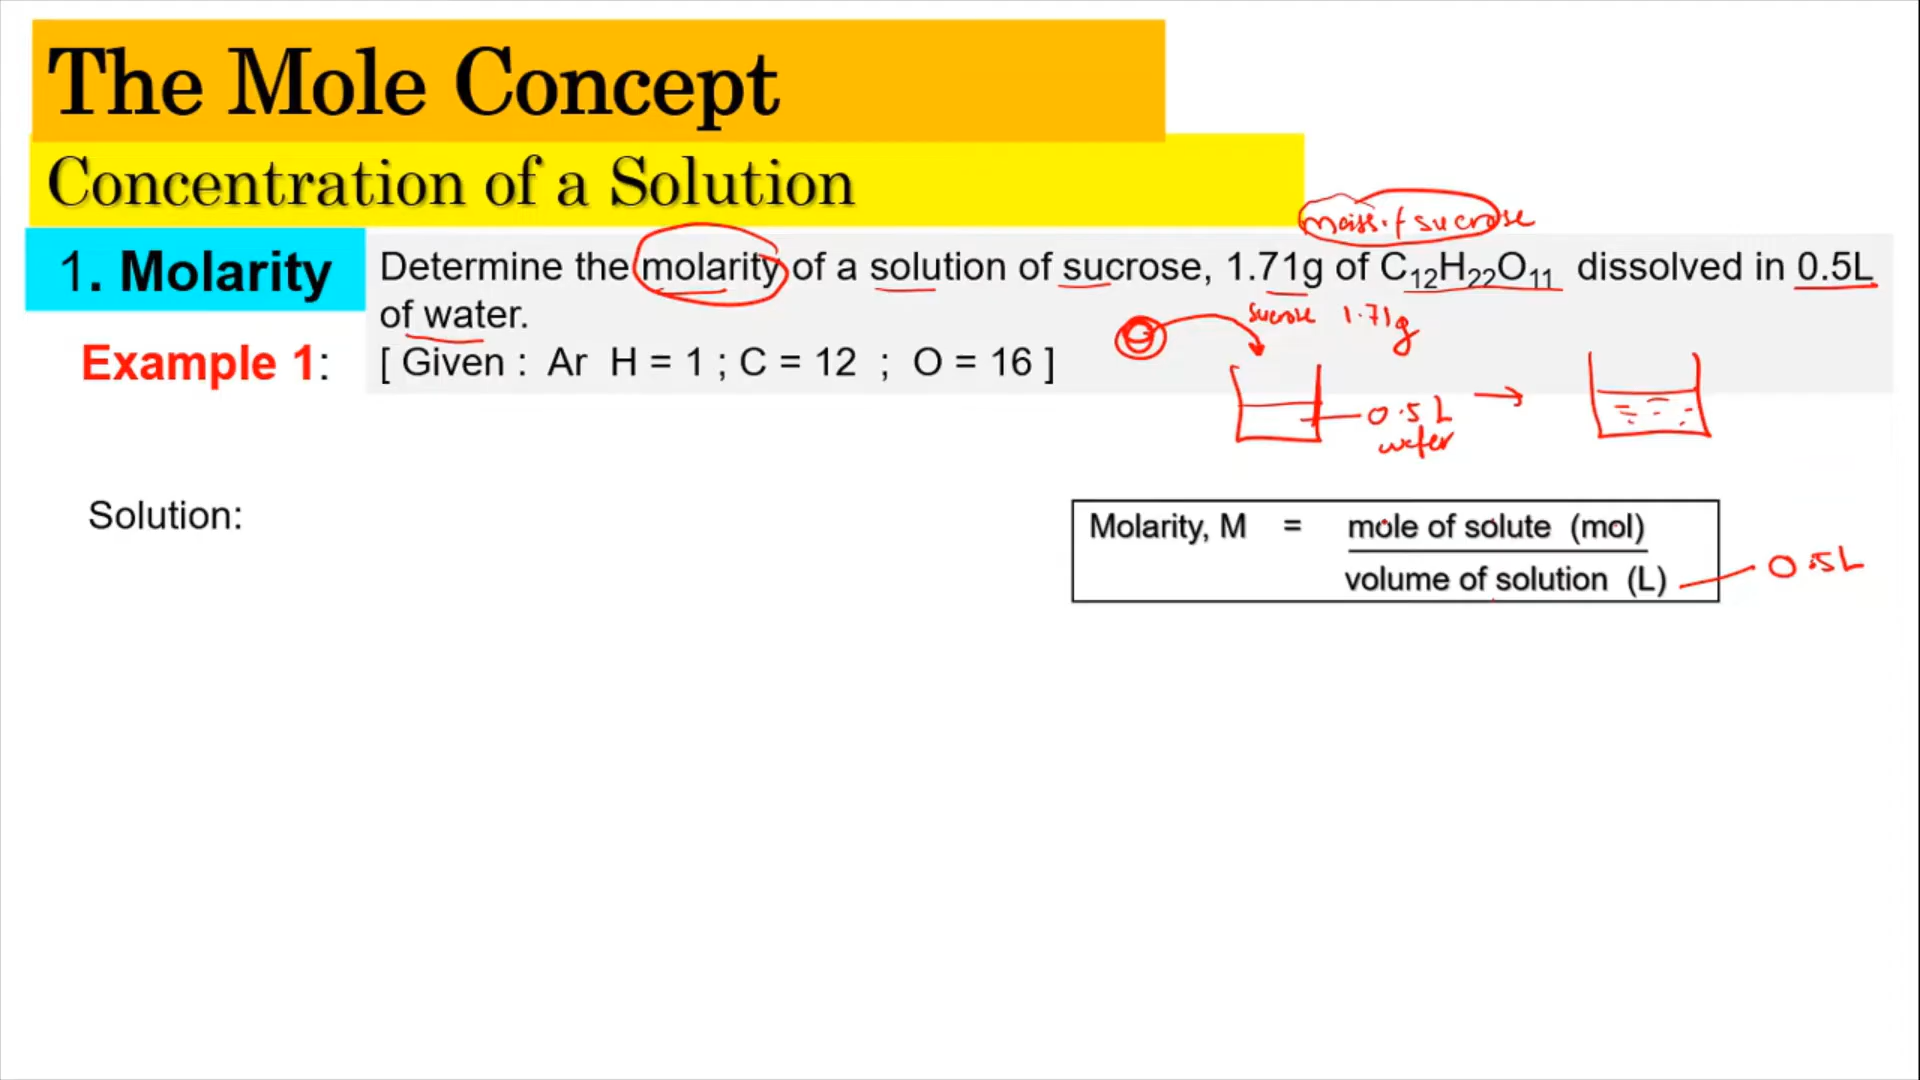 The Mole Concept
Concentration of a Solution
mass of sucrose
1. Molarity
Determine the molarity of a solution of sucrose, 1.71g of C₁₂H₂₂O₁₁ dissolved in 0.5L
of water.
sucrose 1.71g
Example 1:
[ Given : Ar H = 1 ; C = 12 ; O = 16 ]
0.5 L
water
Solution:
Molarity, M = mole of solute (mol)
volume of solution (L)
0.5L